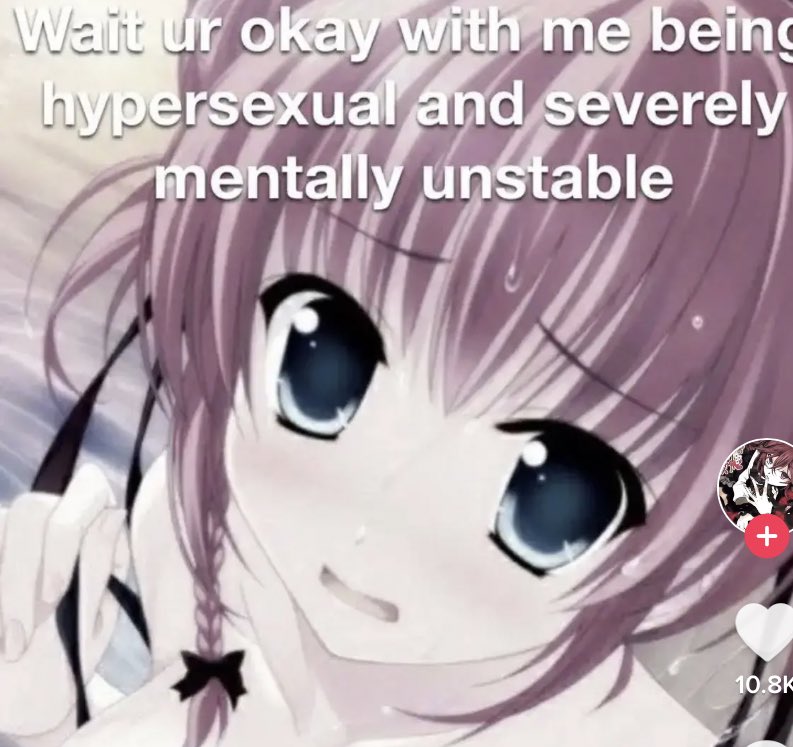 Wait ur okay with me being
hypersexual and severely
mentally unstable
10.8K